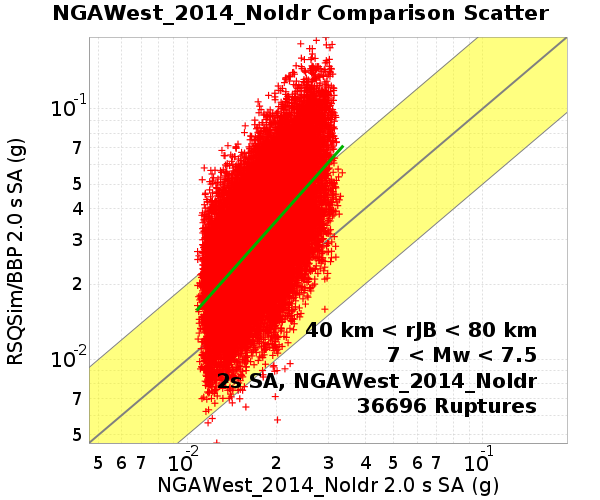 NGAWest_2014_NoIdr Comparison Scatter
RSQSim/BBP 2.0 s SA (g)
10-1
7
5
4
3
2
10-2
7
5
40 km < rJB < 80 km
7 < Mw < 7.5
2s SA, NGAWest_2014_NoIdr
36696 Ruptures
5 6 7 10-2 2 3 4 5 6 7 10-1
NGAWest_2014_NoIdr 2.0 s SA (g)